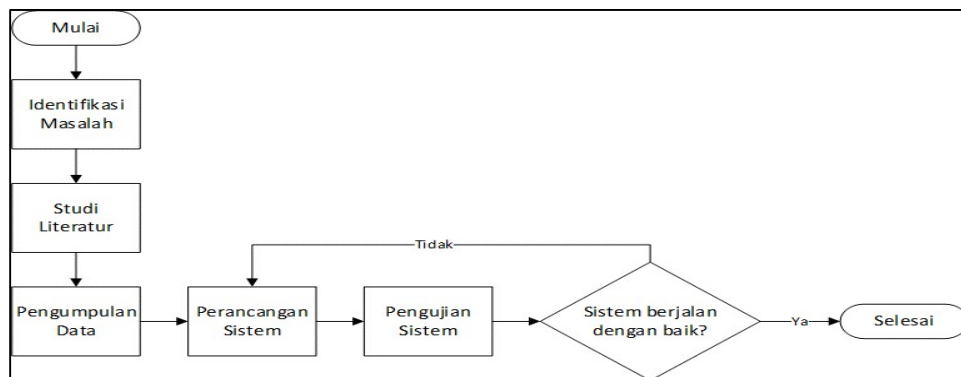 Mulai
Identifikasi
Masalah
Studi
Literatur
Pengumpulan
Data
Perancangan
Sistem
Pengujian
Sistem
Sistem berjalan
dengan baik?
Tidak
Ya
Selesai